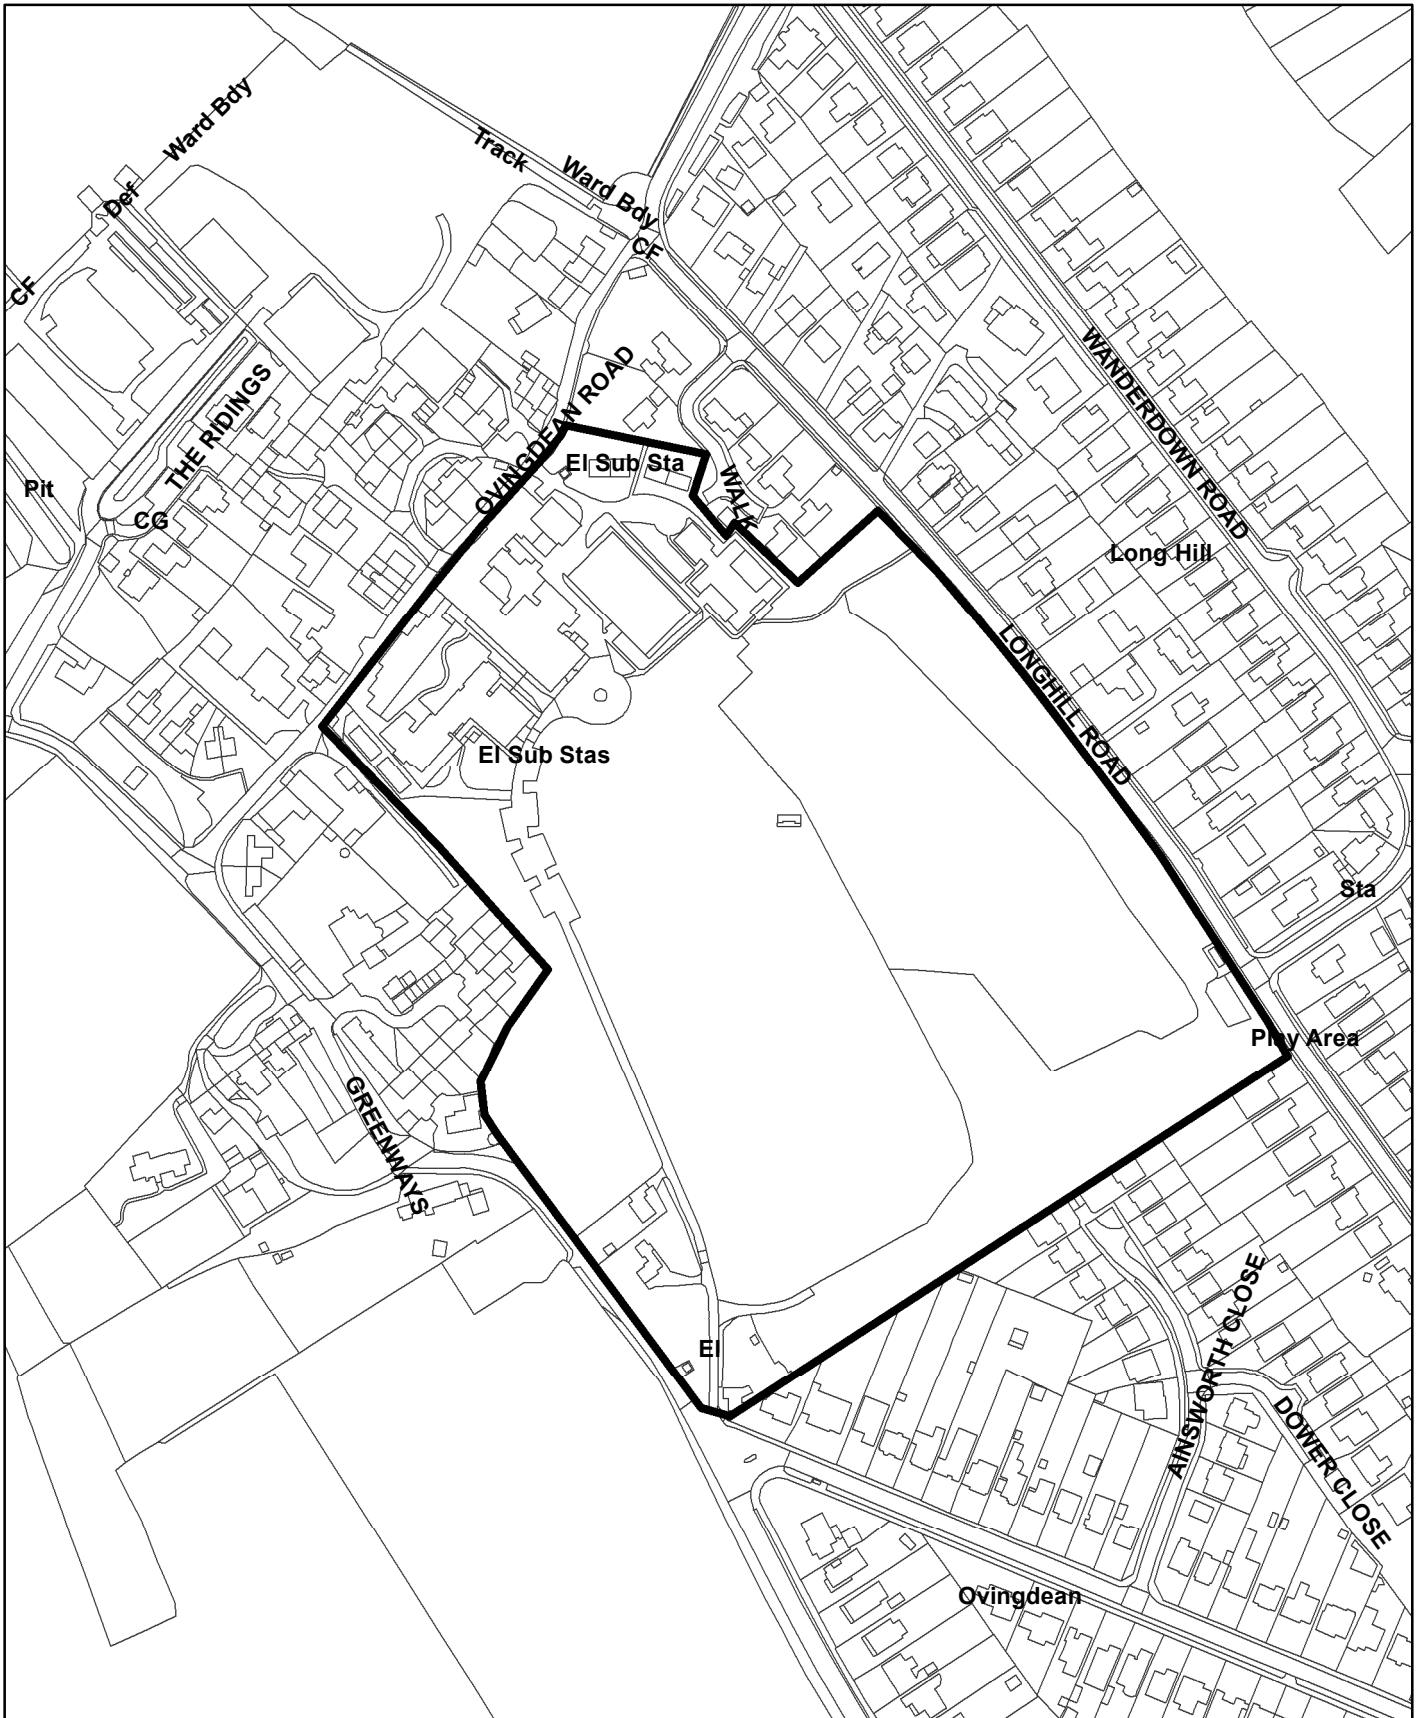 Ward Bdy
Track
Ward Bdy
Def
CF
CF
WANDERDOWN ROAD
OVINGDEAN ROAD
THE RIDINGS
El Sub Sta
WALK
Pit
CG
Long Hill
LONGHILL ROAD
El Sub Stas
Sta
Play Area
GREENWAYS
El
AINSWORTH CLOSE
DOWER CLOSE
Ovingdean